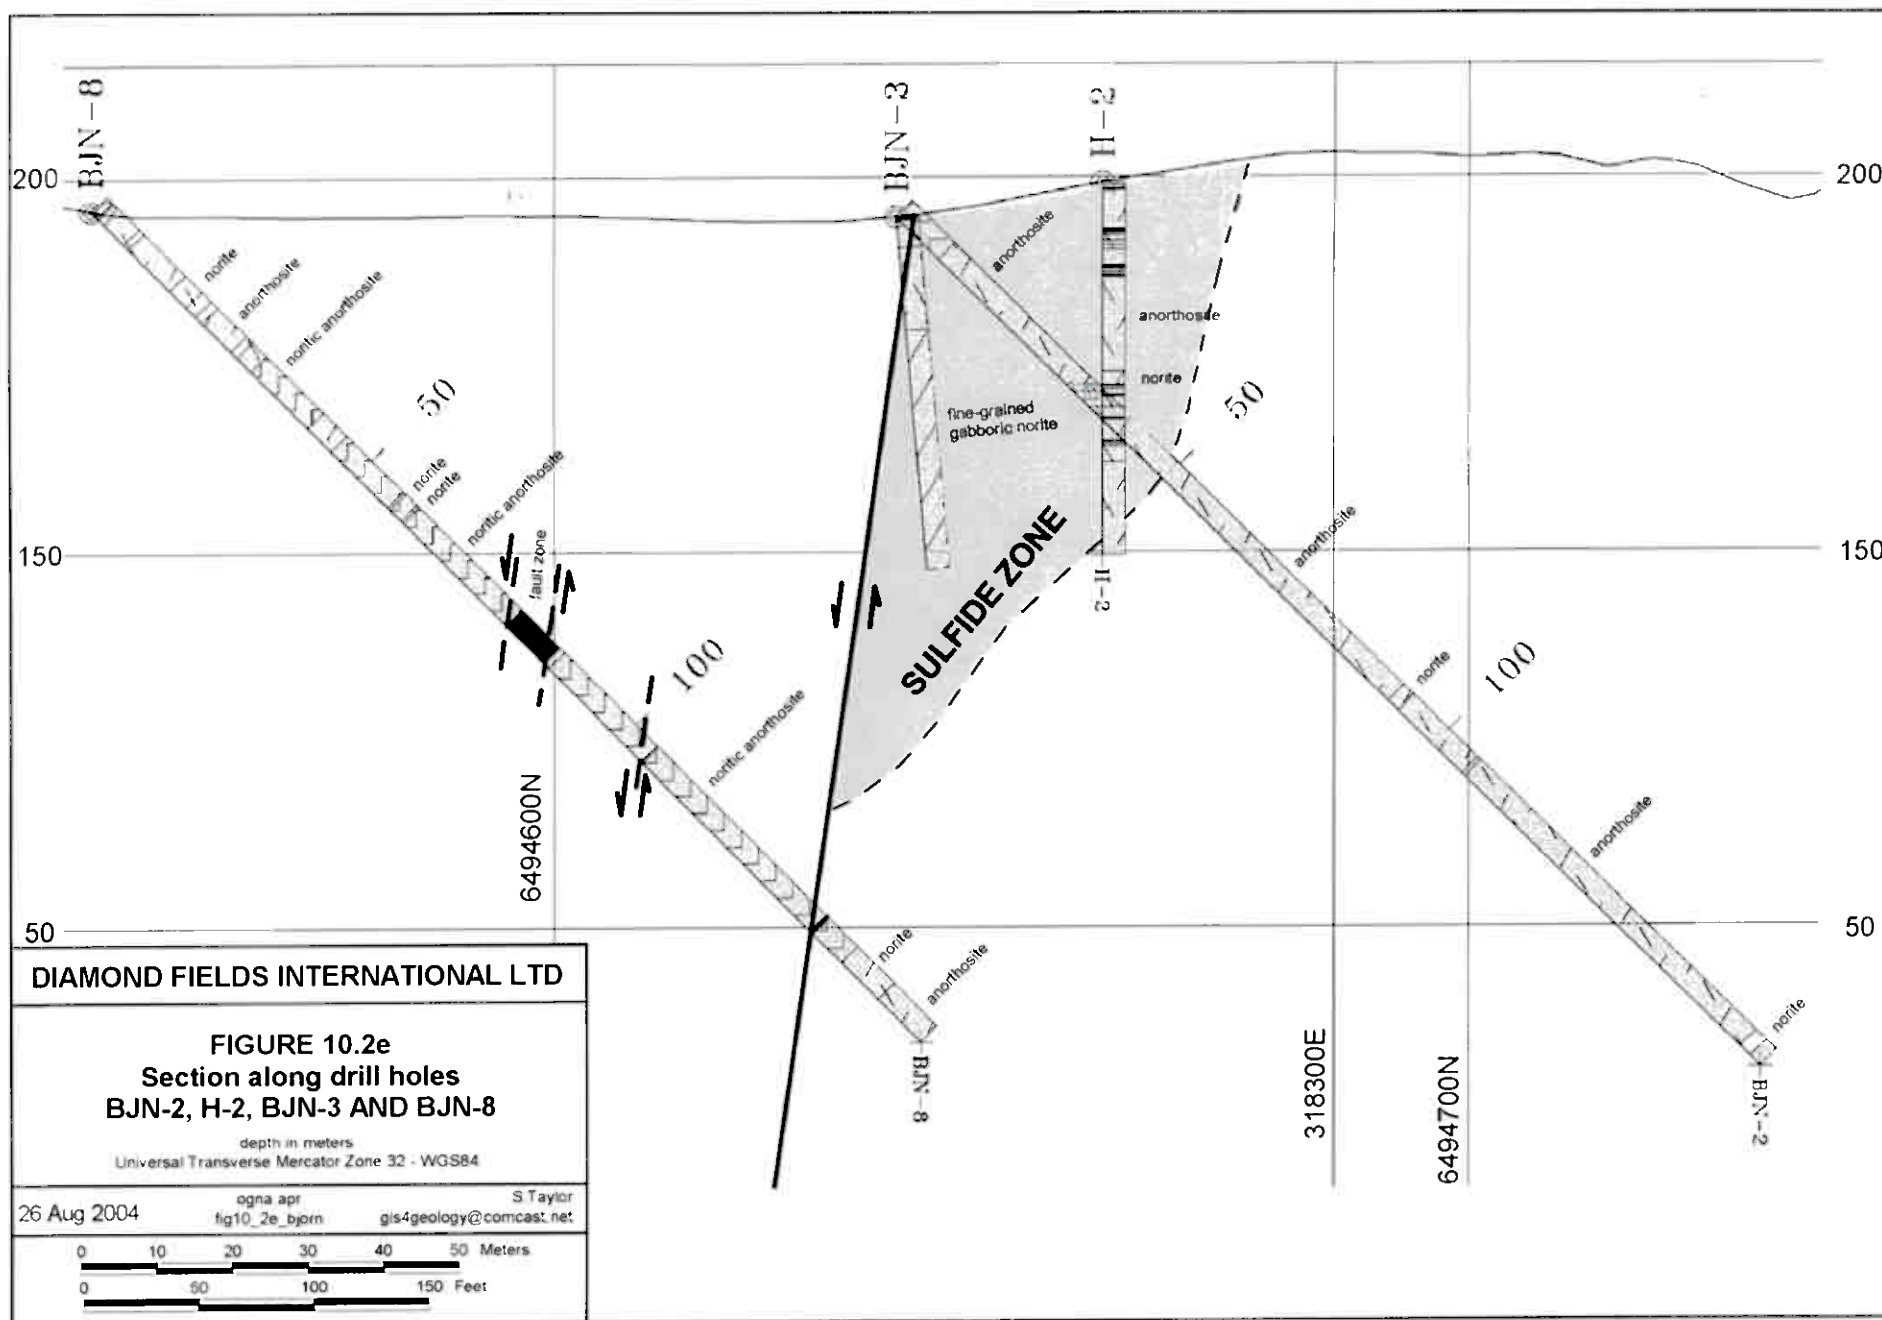 BJN-8
BJN-3
H-2
200
200
norite
anorthosite
noritic anorthosite
50
norite
norite
noritic anorthosite
fault zone
100
noritic anorthosite
norite
anorthosite
BJN-8
anorthosite
anorthosite
norite
fine-grained
gabboric norite
50
SULFIDE ZONE
H-2
anorthosite
norite
100
anorthosite
norite
BJN-2
150
150
50
50
6494600N
318300E
6494700N
DIAMOND FIELDS INTERNATIONAL LTD
FIGURE 10.2e
Section along drill holes
BJN-2, H-2, BJN-3 AND BJN-8
depth in meters
Universal Transverse Mercator Zone 32 - WGS84
26 Aug 2004
ogna apr
fig10_2e_bjorn
S Taylor
gis4geology@comcast.net
0 10 20 30 40 50 Meters
0 50 100 150 Feet